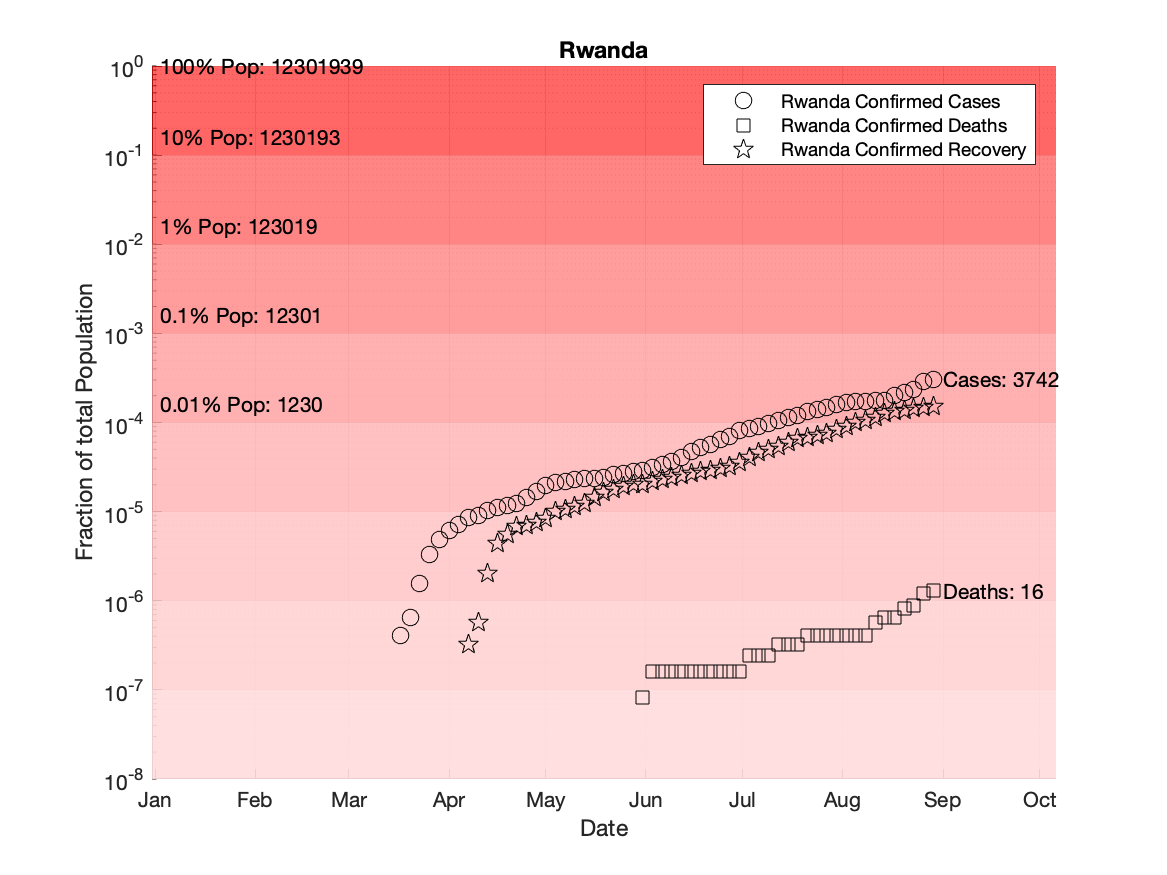 Rwanda
10^0
100% Pop: 12301939
Rwanda Confirmed Cases
Rwanda Confirmed Deaths
Rwanda Confirmed Recovery
10% Pop: 1230193
10^-1
1% Pop: 123019
10^-2
0.1% Pop: 12301
10^-3
Cases: 3742
0.01% Pop: 1230
10^-4
10^-5
Deaths: 16
10^-6
10^-7
10^-8
Fraction of total Population
Jan Feb Mar Apr May Jun Jul Aug Sep Oct
Date